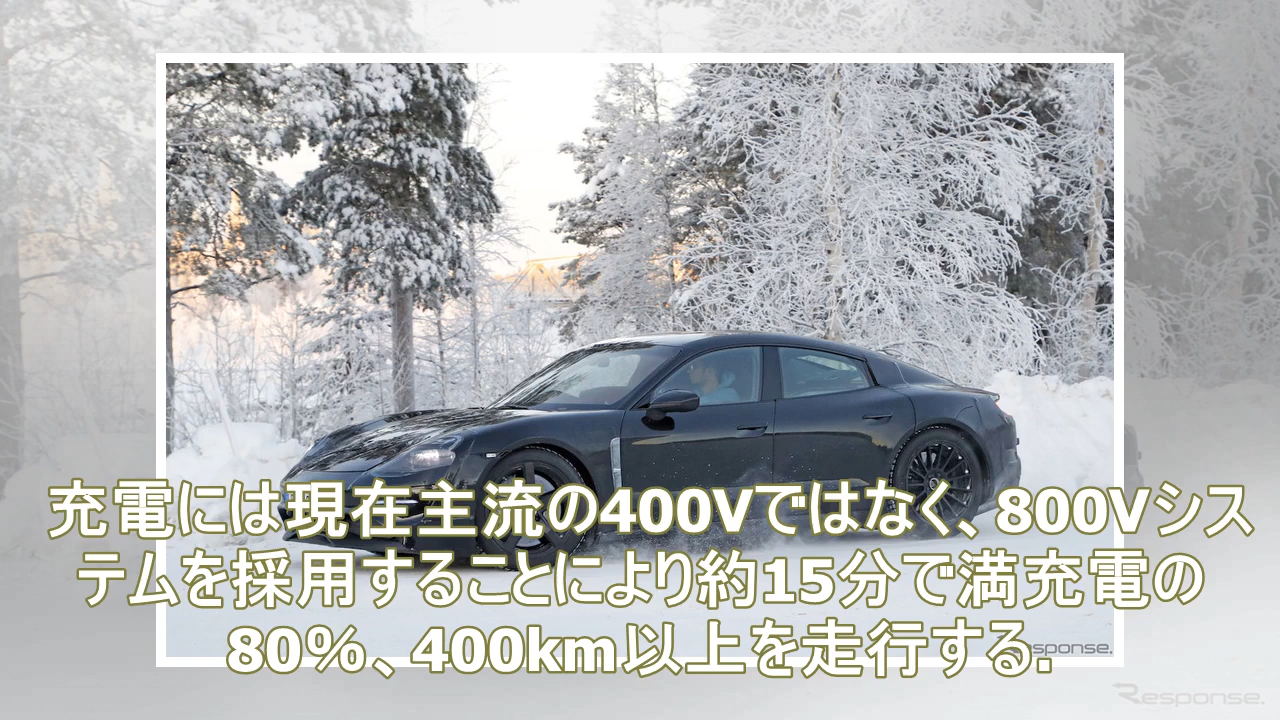 充電には現在主流の400Vではなく、800Vシス
テムを採用することにより約15分で満充電の
80％、400km以上を走行する.
Response.
Response.